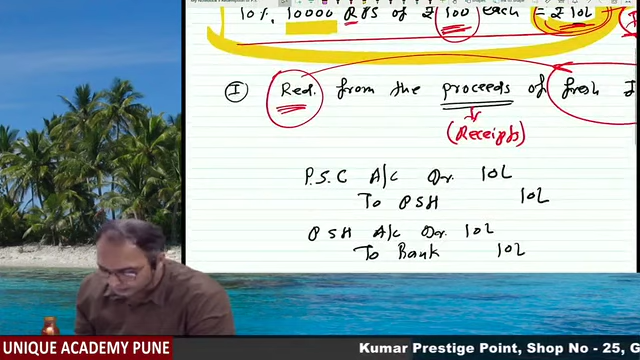 10%, 10000 RPS of ₹ 100 each = ₹ 10L
I Red. from the proceeds of fresh I
(Receipts)
P.S.C A/c Dr. 10L
To PSH 10L
PSH A/c Dr. 10L
To Bank 10L
UNIQUE ACADEMY PUNE
Kumar Prestige Point, Shop No - 25, G